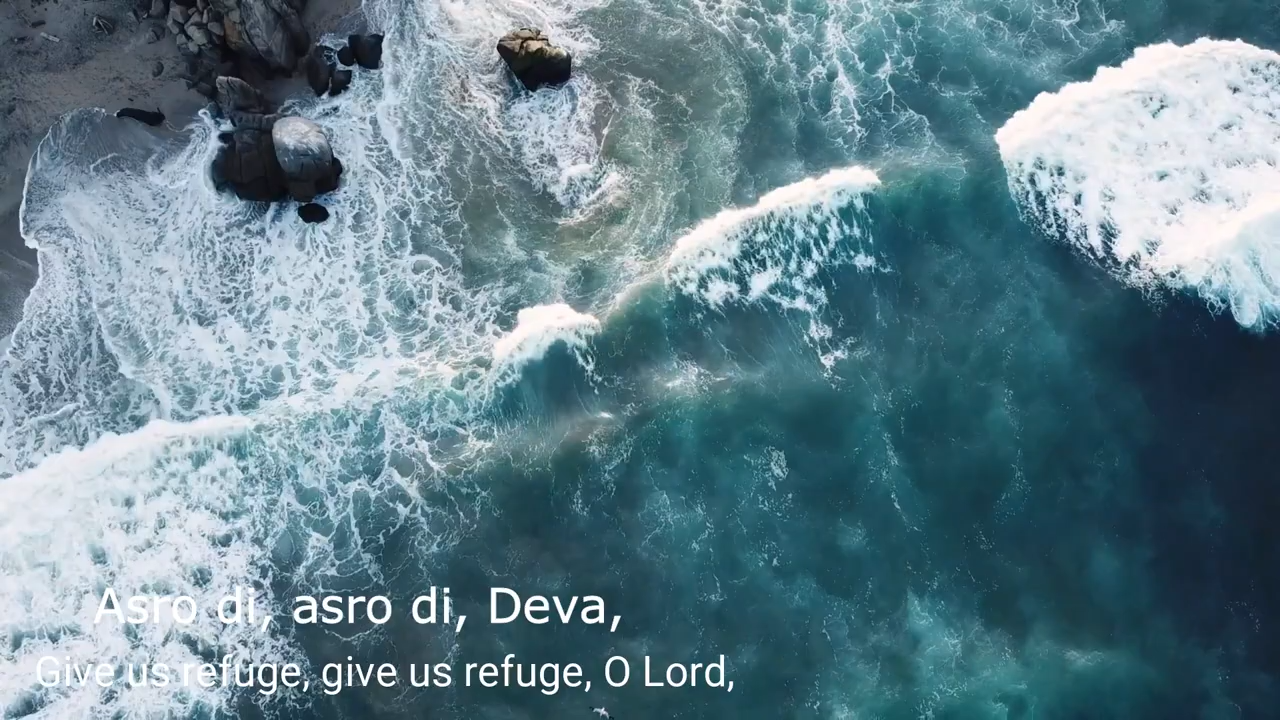 Asro di, asro di, Deva,
Give us refuge, give us refuge, O Lord,